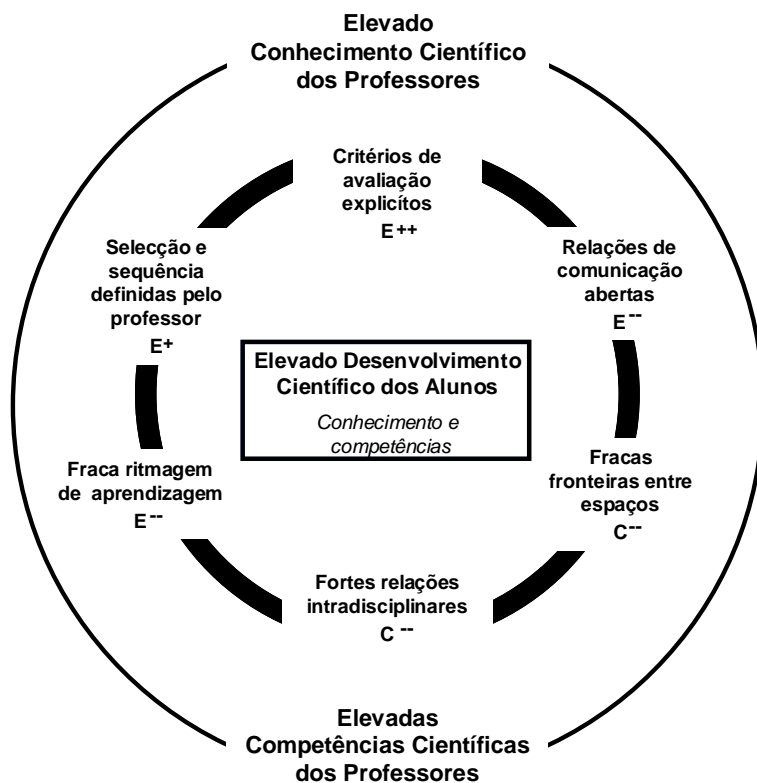 Elevado
Conhecimento Científico
dos Professores
Critérios de
avaliação
explicítos
E++
Selecção e
sequência
definidas pelo
professor
E+
Relações de
comunicação
abertas
E--
Elevado Desenvolvimento
Científico dos Alunos
Conhecimento e
competências
Fraca ritmagem
de aprendizagem
E--
Fracas
fronteiras entre
espaços
C--
Fortes relações
intradisciplinares
C --
Elevadas
Competências Científicas
dos Professores